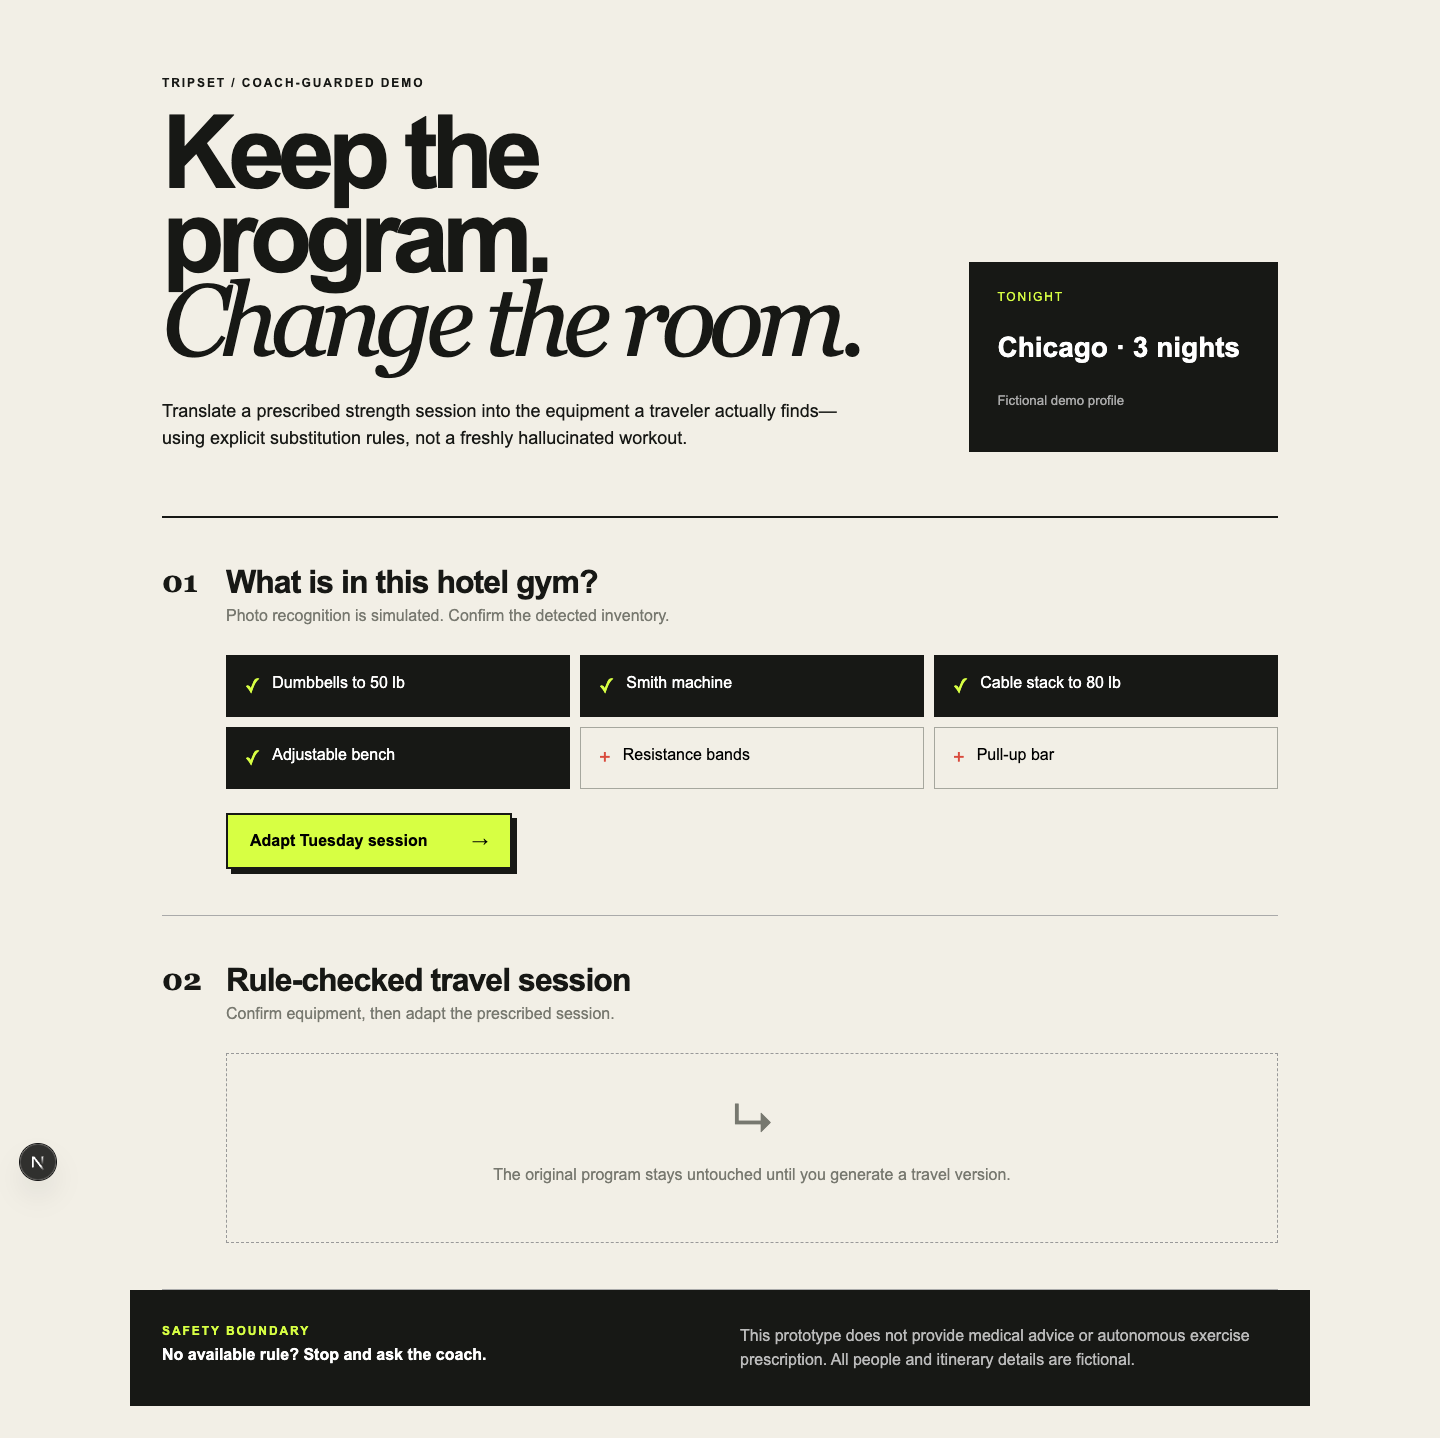 TRIPSET / COACH-GUARDED DEMO
Keep the
program.
Change the room.
Translate a prescribed strength session into the equipment a traveler actually finds—
using explicit substitution rules, not a freshly hallucinated workout.
TONIGHT
Chicago · 3 nights
Fictional demo profile
01 What is in this hotel gym?
Photo recognition is simulated. Confirm the detected inventory.
✓ Dumbbells to 50 lb
✓ Smith machine
✓ Cable stack to 80 lb
✓ Adjustable bench
+ Resistance bands
+ Pull-up bar
Adapt Tuesday session →
02 Rule-checked travel session
Confirm equipment, then adapt the prescribed session.
↳
The original program stays untouched until you generate a travel version.
N
SAFETY BOUNDARY
No available rule? Stop and ask the coach.
This prototype does not provide medical advice or autonomous exercise
prescription. All people and itinerary details are fictional.